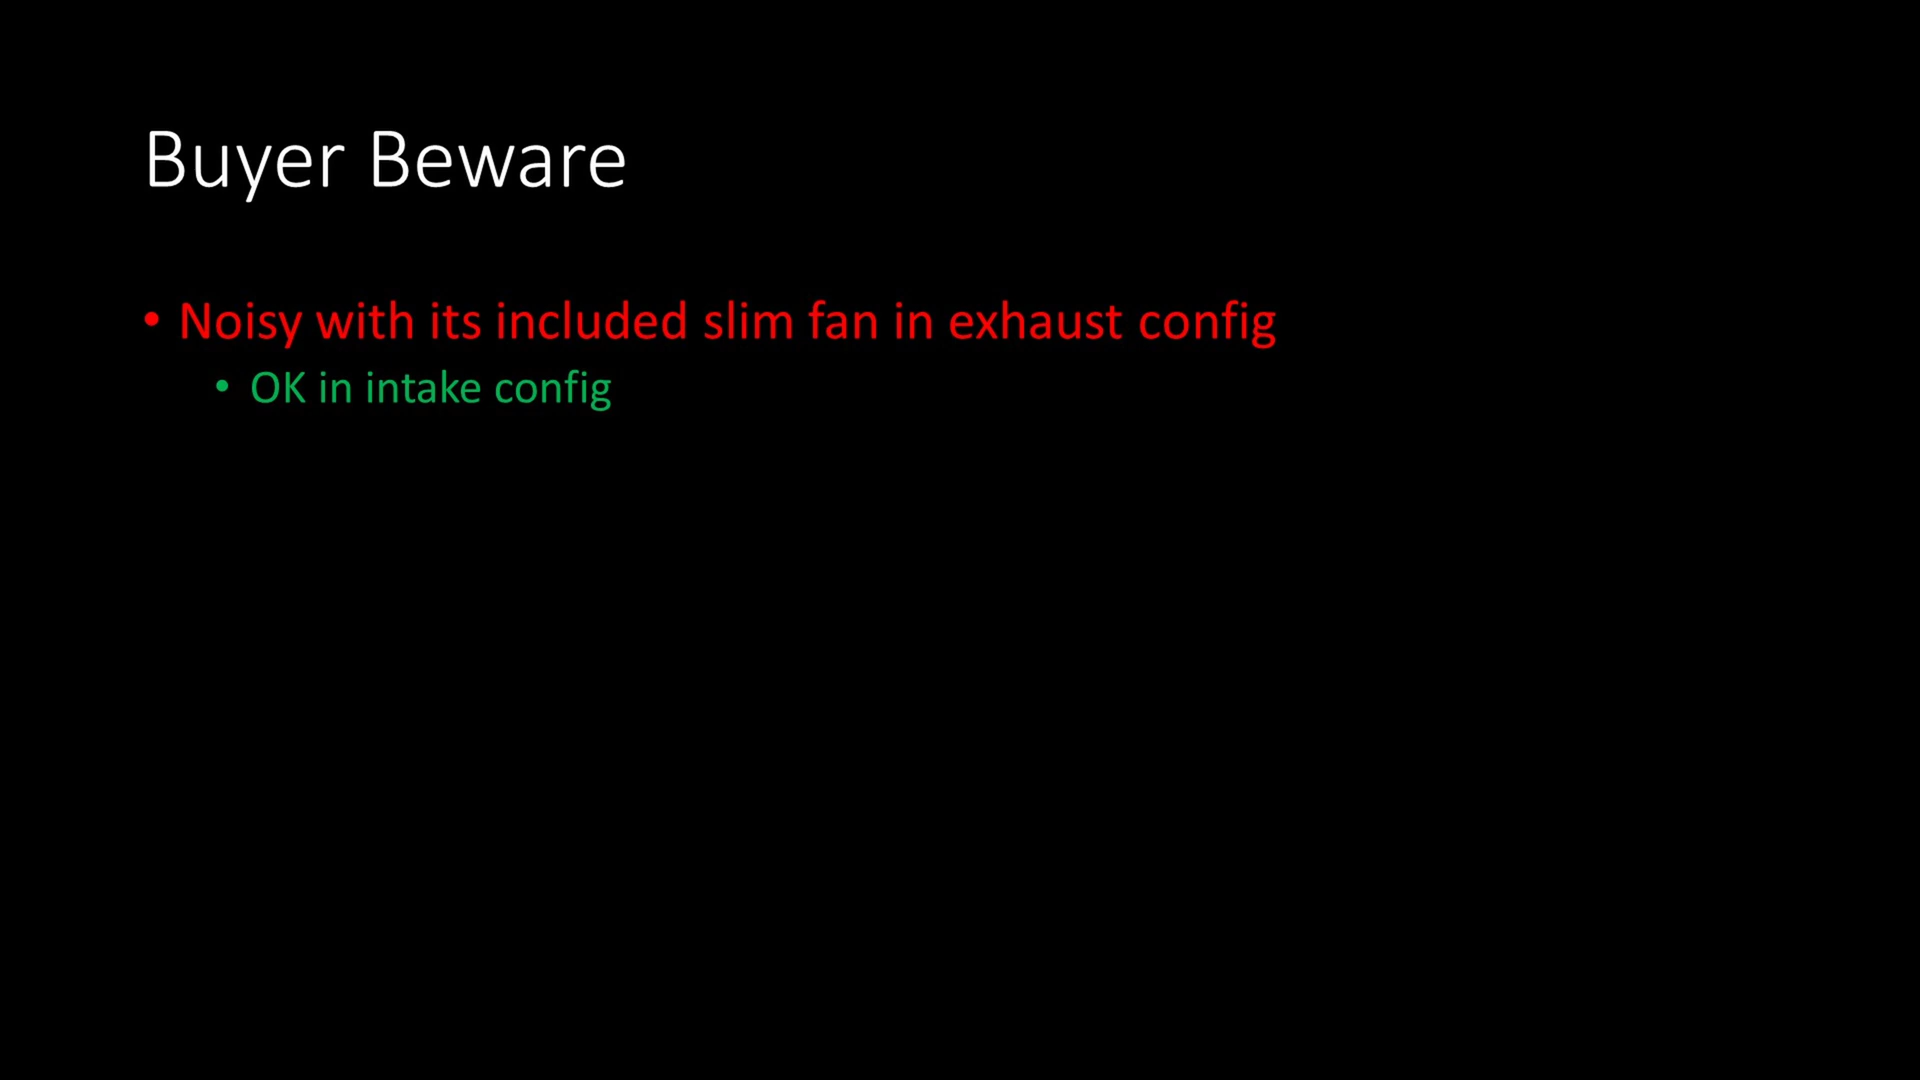 Buyer Beware
• Noisy with its included slim fan in exhaust config
• OK in intake config